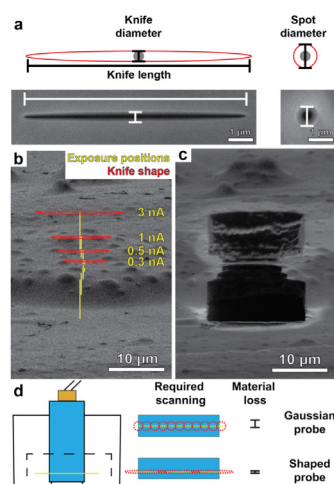 a
Knife diameter
Spot diameter
Knife length
1 µm
1 µm
b
Exposure positions
Knife shape
3 nA
1 nA
0.5 nA
0.3 nA
10 µm
c
10 µm
d
Required scanning
Material loss
Gaussian probe
Shaped probe